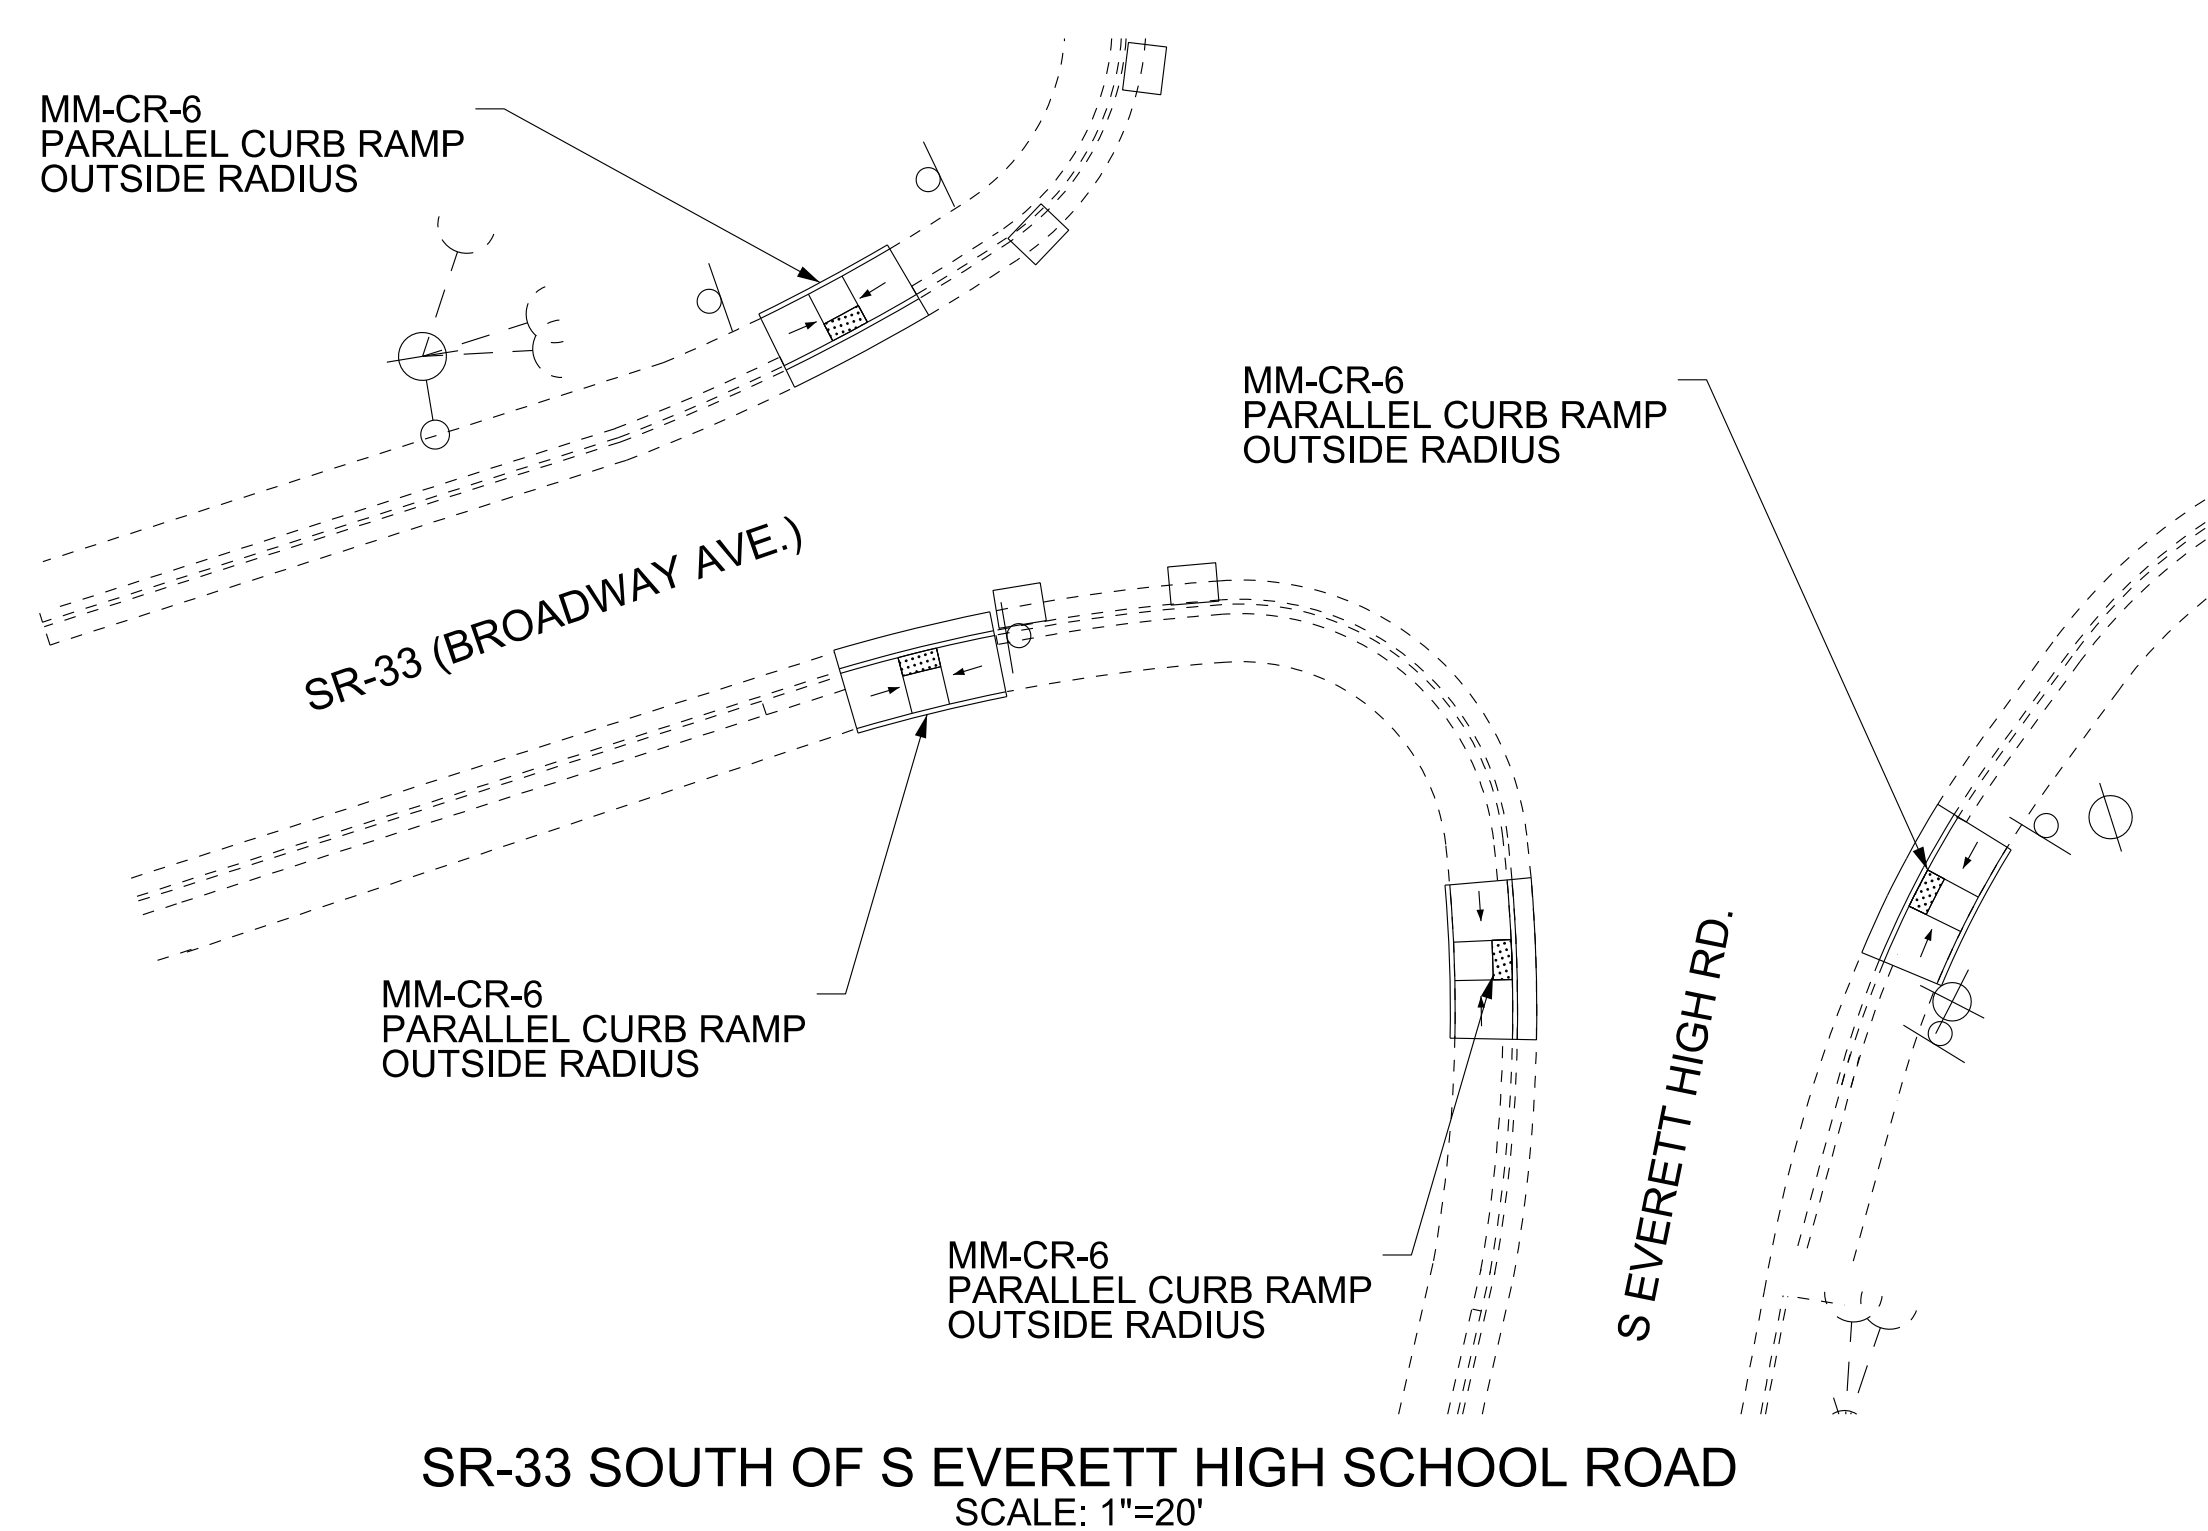 MM-CR-6
PARALLEL CURB RAMP
OUTSIDE RADIUS
MM-CR-6
PARALLEL CURB RAMP
OUTSIDE RADIUS
SR-33 (BROADWAY AVE.)
MM-CR-6
PARALLEL CURB RAMP
OUTSIDE RADIUS
S EVERETT HIGH RD.
MM-CR-6
PARALLEL CURB RAMP
OUTSIDE RADIUS
SR-33 SOUTH OF S EVERETT HIGH SCHOOL ROAD
SCALE: 1"=20'